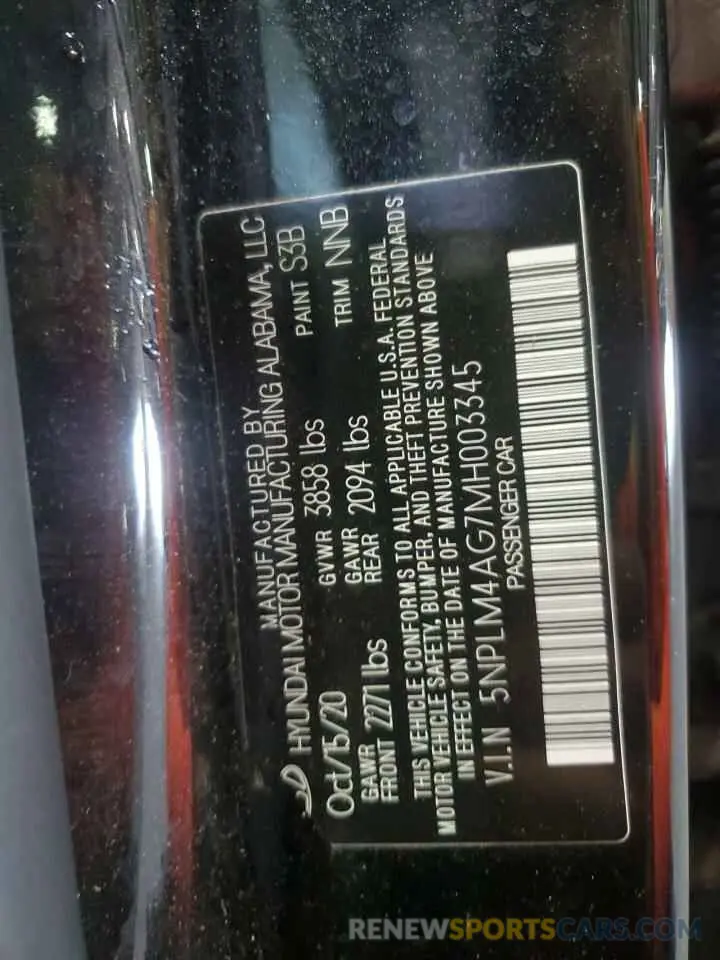 MANUFACTURED BY
HYUNDAI MOTOR MANUFACTURING ALABAMA, LLC
Oct/15/20 GVWR 3858 lbs PAINT S3B
GAWR FRONT 2271 lbs GAWR REAR 2094 lbs TRIM NNB
THIS VEHICLE CONFORMS TO ALL APPLICABLE U.S.A. FEDERAL
MOTOR VEHICLE SAFETY, BUMPER, AND THEFT PREVENTION STANDARDS
IN EFFECT ON THE DATE OF MANUFACTURE SHOWN ABOVE
V.I.N 5NPLM4AG7MH003345
PASSENGER CAR
RENEWSPORTSCARS.COM